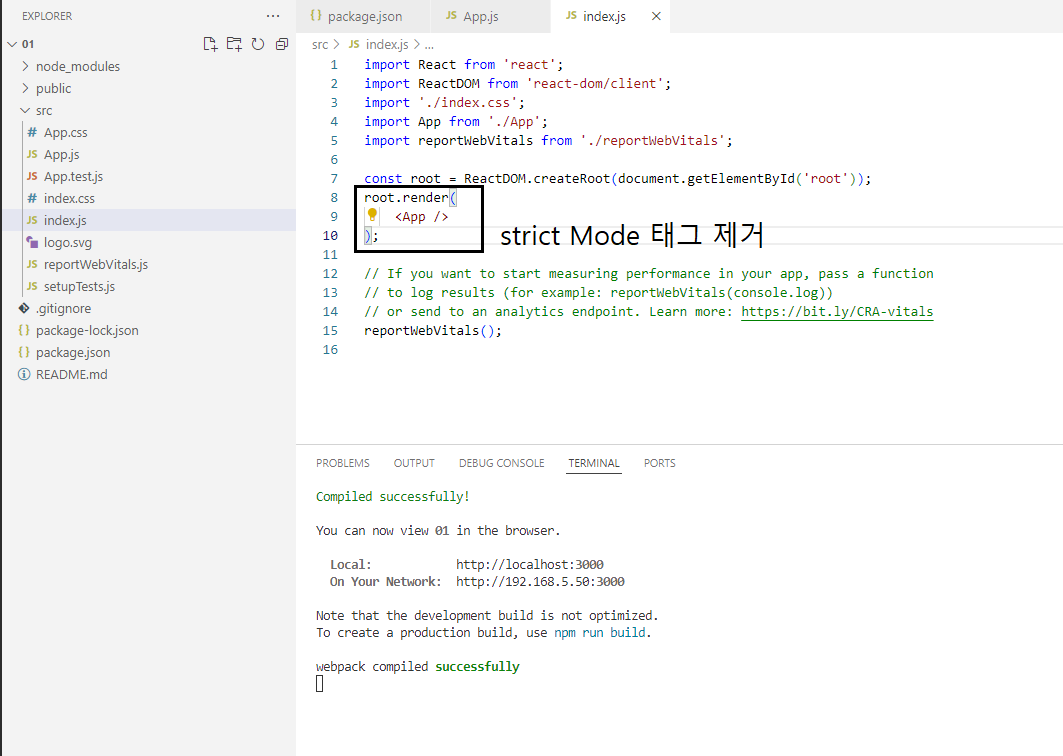 EXPLORER
···
01
node_modules
public
src
# App.css
JS App.js
JS App.test.js
# index.css
JS index.js
logo.svg
JS reportWebVitals.js
JS setupTests.js
.gitignore
{} package-lock.json
{} package.json
README.md
{} package.json
JS App.js
JS index.js
src > JS index.js > ...
1 import React from 'react';
2 import ReactDOM from 'react-dom/client';
3 import './index.css';
4 import App from './App';
5 import reportWebVitals from './reportWebVitals';
6
7 const root = ReactDOM.createRoot(document.getElementById('root'));
8 root.render(
9 <App />
10 );
strict Mode 태그 제거
11
12 // If you want to start measuring performance in your app, pass a function
13 // to log results (for example: reportWebVitals(console.log))
14 // or send to an analytics endpoint. Learn more: https://bit.ly/CRA-vitals
15 reportWebVitals();
16
PROBLEMS OUTPUT DEBUG CONSOLE TERMINAL PORTS
Compiled successfully!
You can now view 01 in the browser.
Local: http://localhost:3000
On Your Network: http://192.168.5.50:3000
Note that the development build is not optimized.
To create a production build, use npm run build.
webpack compiled successfully